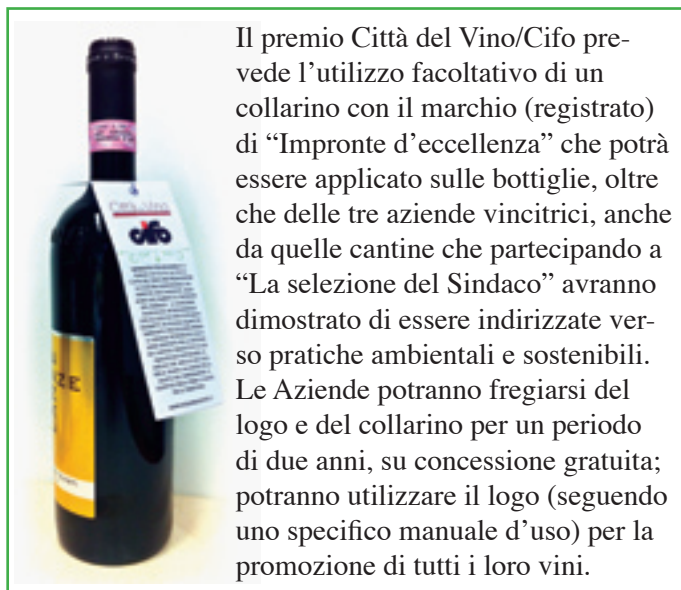 Il premio Città del Vino/Cifo pre-
vede l’utilizzo facoltativo di un
collarino con il marchio (registrato)
di “Impronte d’eccellenza” che potrà
essere applicato sulle bottiglie, oltre
che delle tre aziende vincitrici, anche
da quelle cantine che partecipando a
“La selezione del Sindaco” avranno
dimostrato di essere indirizzate ver-
so pratiche ambientali e sostenibili.
Le Aziende potranno fregiarsi del
logo e del collarino per un periodo
di due anni, su concessione gratuita;
potranno utilizzare il logo (seguendo
uno specifico manuale d’uso) per la
promozione di tutti i loro vini.
cifo